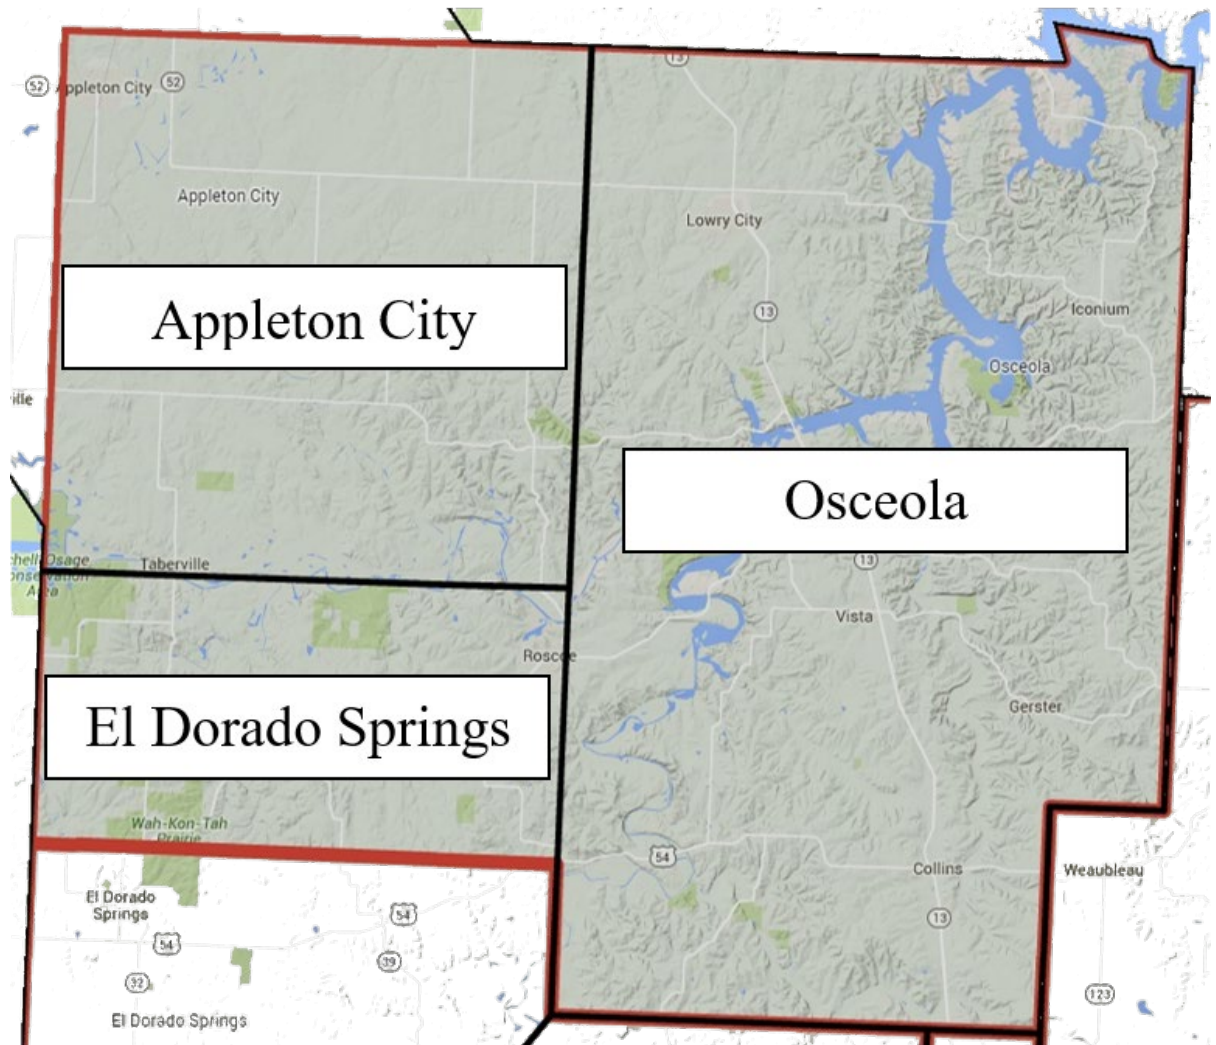 13
52
Appleton City
52
Appleton City
Lowry City
Appleton City
13
Iconium
Osceola
Osceola
Taberville
Osage
Conservation
Area
13
Vista
Roscoe
El Dorado Springs
Gerster
Wah-Kon-Tah
Prairie
54
Collins
Weaubleau
El Dorado
Springs
54
13
54
39
32
123
El Dorado Springs